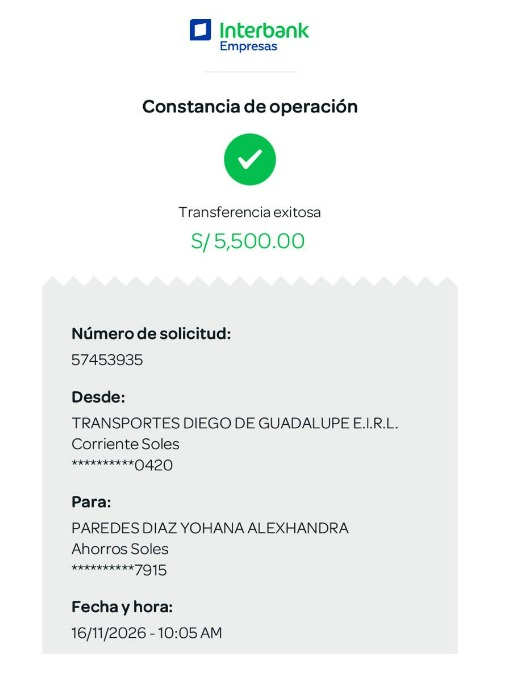 Interbank
Empresas
Constancia de operación
Transferencia exitosa
S/ 5,500.00
Número de solicitud:
57453935
Desde:
TRANSPORTES DIEGO DE GUADALUPE E.I.R.L.
Corriente Soles
**********0420
Para:
PAREDES DIAZ YOHANA ALEXHANDRA
Ahorros Soles
**********7915
Fecha y hora:
16/11/2026 - 10:05 AM